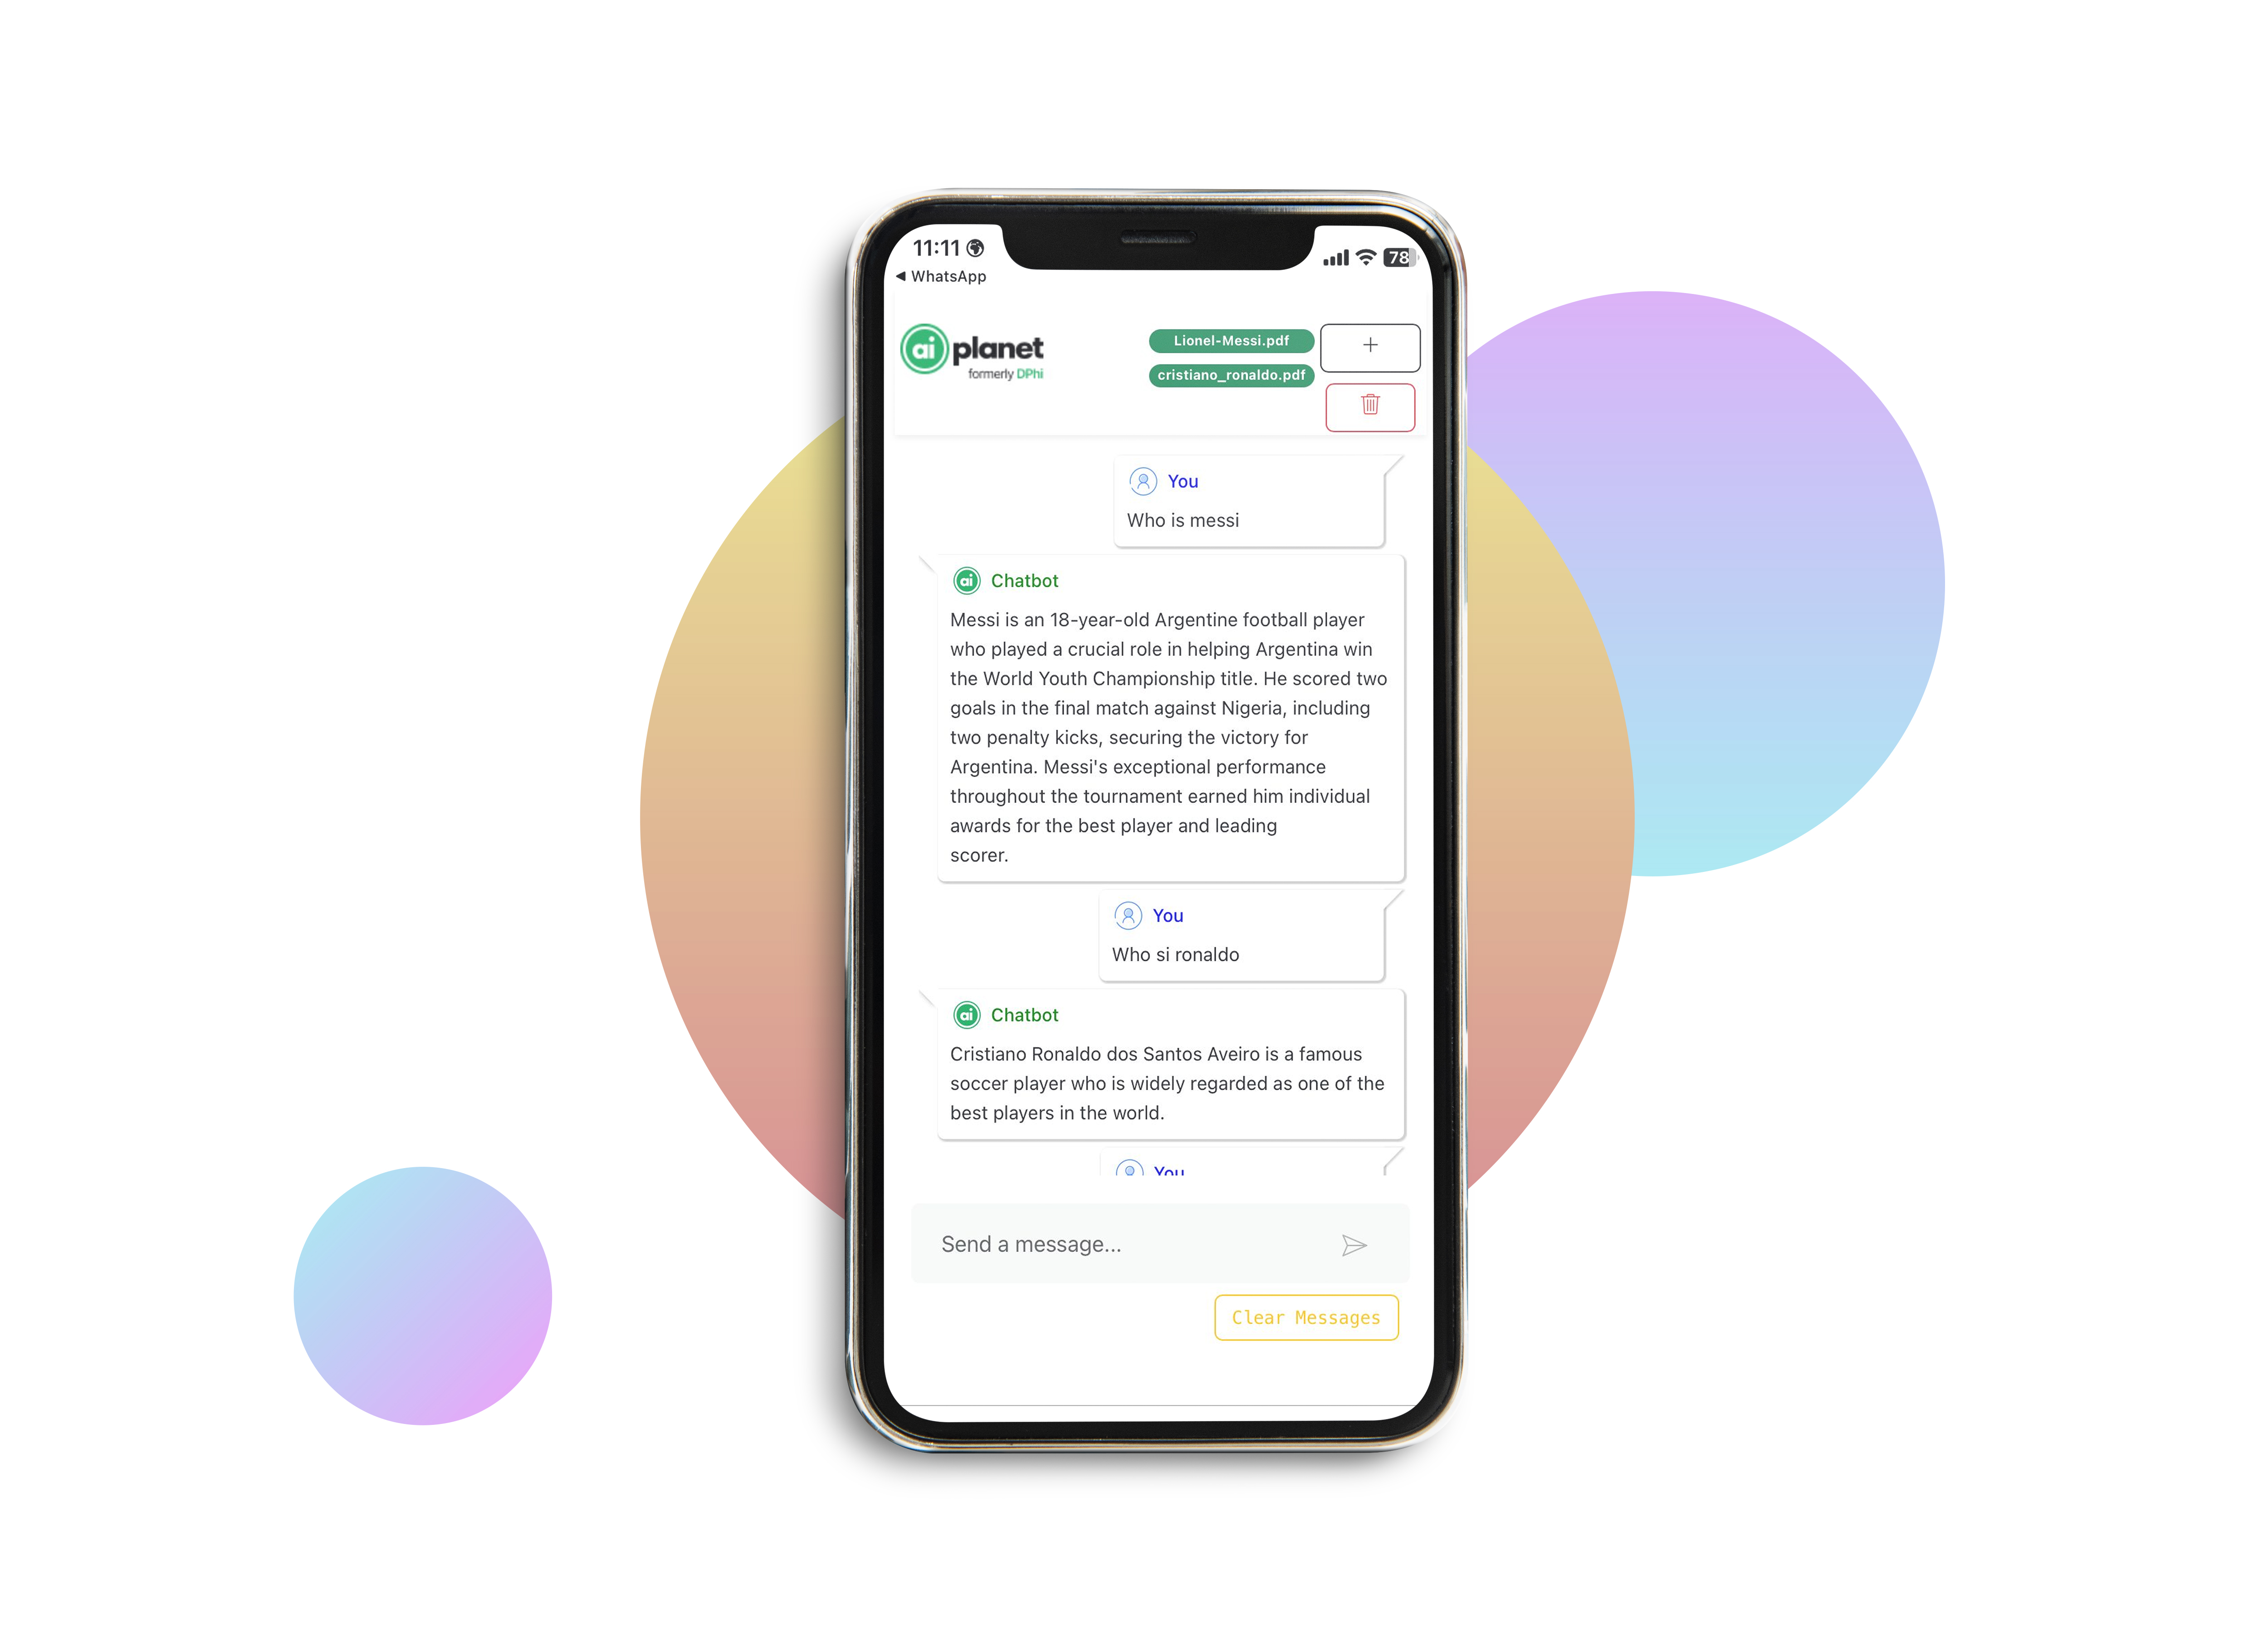 11:11
78
◀ WhatsApp
ai planet
formerly DPhi
Lionel-Messi.pdf
+
cristiano_ronaldo.pdf
You
Who is messi
ai Chatbot
Messi is an 18-year-old Argentine football player
who played a crucial role in helping Argentina win
the World Youth Championship title. He scored two
goals in the final match against Nigeria, including
two penalty kicks, securing the victory for
Argentina. Messi's exceptional performance
throughout the tournament earned him individual
awards for the best player and leading
scorer.
You
Who si ronaldo
ai Chatbot
Cristiano Ronaldo dos Santos Aveiro is a famous
soccer player who is widely regarded as one of the
best players in the world.
You
Send a message...
Clear Messages